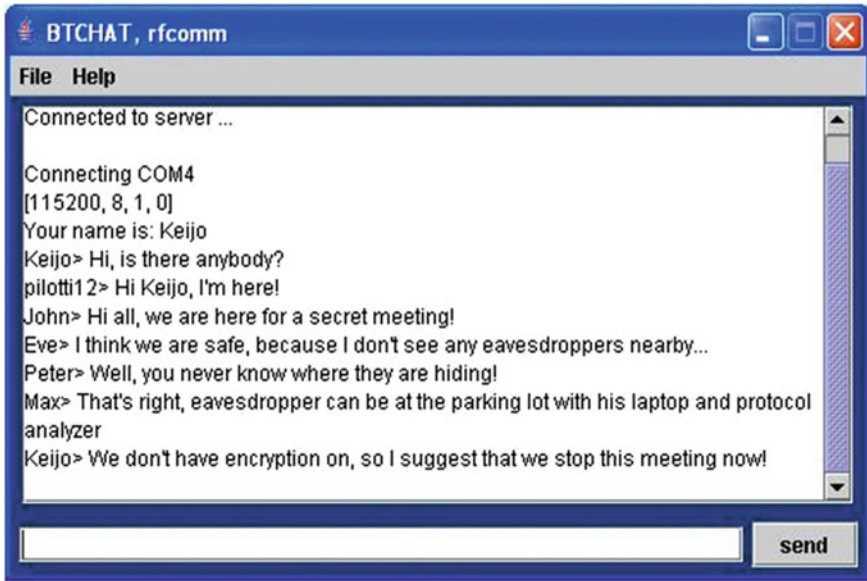 BTCHAT, rfcomm
File Help
Connected to server ...
Connecting COM4
[115200, 8, 1, 0]
Your name is: Keijo
Keijo> Hi, is there anybody?
pilotti12> Hi Keijo, I'm here!
John> Hi all, we are here for a secret meeting!
Eve> I think we are safe, because I don't see any eavesdroppers nearby...
Peter> Well, you never know where they are hiding!
Max> That's right, eavesdropper can be at the parking lot with his laptop and protocol
analyzer
Keijo> We don't have encryption on, so I suggest that we stop this meeting now!
send